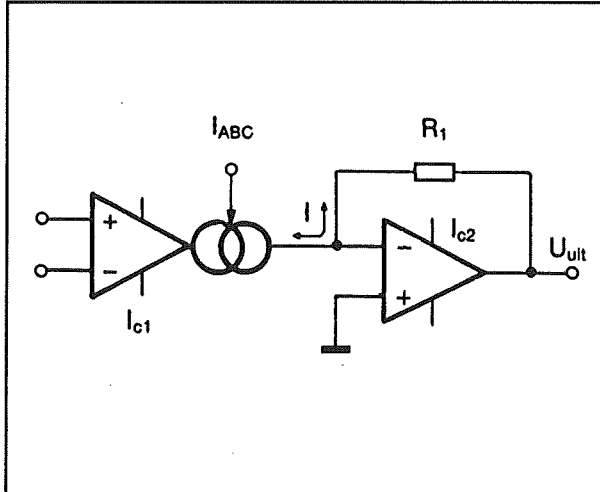 I_ABC
R₁
I
+
−
I_c1
−
+
I_c2
U_uit